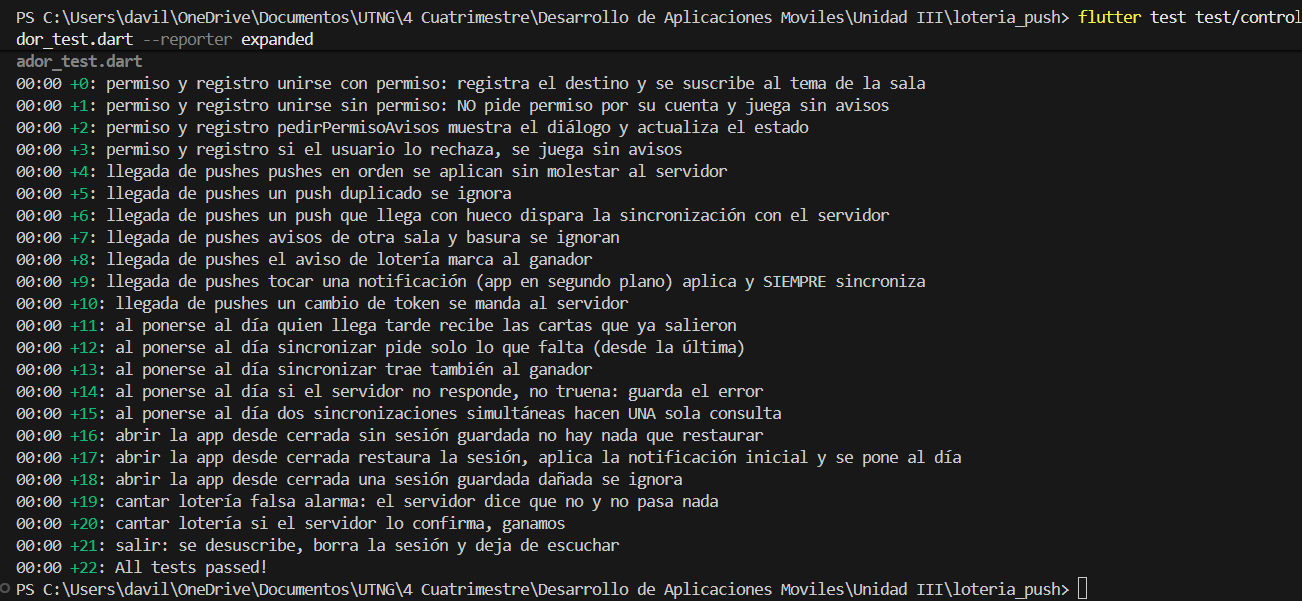 PS C:\Users\davil\OneDrive\Documentos\UTNG\4 Cuatrimestre\Desarrollo de Aplicaciones Moviles\Unidad III\loteria_push> flutter test test/control
dor_test.dart --reporter expanded
ador_test.dart
00:00 +0: permiso y registro unirse con permiso: registra el destino y se suscribe al tema de la sala
00:00 +1: permiso y registro unirse sin permiso: NO pide permiso por su cuenta y juega sin avisos
00:00 +2: permiso y registro pedirPermisoAvisos muestra el diálogo y actualiza el estado
00:00 +3: permiso y registro si el usuario lo rechaza, se juega sin avisos
00:00 +4: llegada de pushes pushes en orden se aplican sin molestar al servidor
00:00 +5: llegada de pushes un push duplicado se ignora
00:00 +6: llegada de pushes un push que llega con hueco dispara la sincronización con el servidor
00:00 +7: llegada de pushes avisos de otra sala y basura se ignoran
00:00 +8: llegada de pushes el aviso de lotería marca al ganador
00:00 +9: llegada de pushes tocar una notificación (app en segundo plano) aplica y SIEMPRE sincroniza
00:00 +10: llegada de pushes un cambio de token se manda al servidor
00:00 +11: al ponerse al día quien llega tarde recibe las cartas que ya salieron
00:00 +12: al ponerse al día sincronizar pide solo lo que falta (desde la última)
00:00 +13: al ponerse al día sincronizar trae también al ganador
00:00 +14: al ponerse al día si el servidor no responde, no truena: guarda el error
00:00 +15: al ponerse al día dos sincronizaciones simultáneas hacen UNA sola consulta
00:00 +16: abrir la app desde cerrada sin sesión guardada no hay nada que restaurar
00:00 +17: abrir la app desde cerrada restaura la sesión, aplica la notificación inicial y se pone al día
00:00 +18: abrir la app desde cerrada una sesión guardada dañada se ignora
00:00 +19: cantar lotería falsa alarma: el servidor dice que no y no pasa nada
00:00 +20: cantar lotería si el servidor lo confirma, ganamos
00:00 +21: salir: se desuscribe, borra la sesión y deja de escuchar
00:00 +22: All tests passed!
PS C:\Users\davil\OneDrive\Documentos\UTNG\4 Cuatrimestre\Desarrollo de Aplicaciones Moviles\Unidad III\loteria_push>